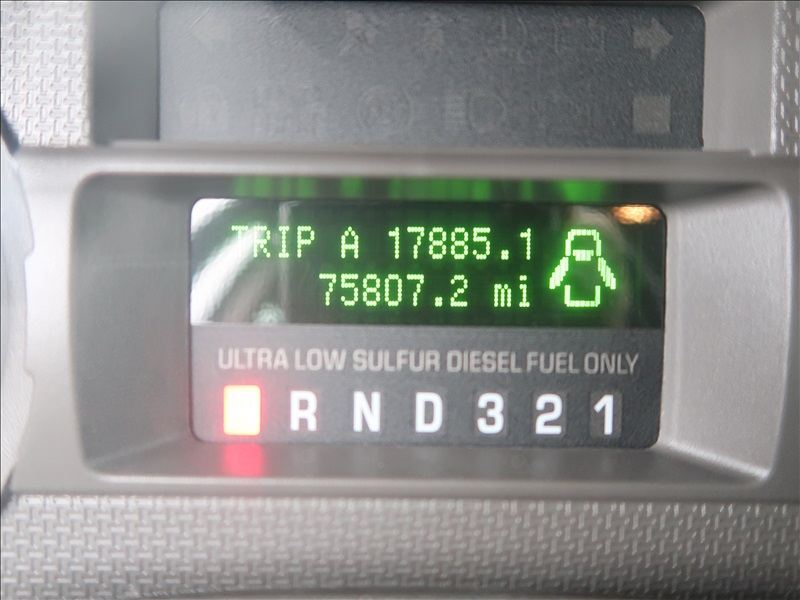 TRIP A 17885.1
75807.2 mi
ULTRA LOW SULFUR DIESEL FUEL ONLY
R N D 3 2 1